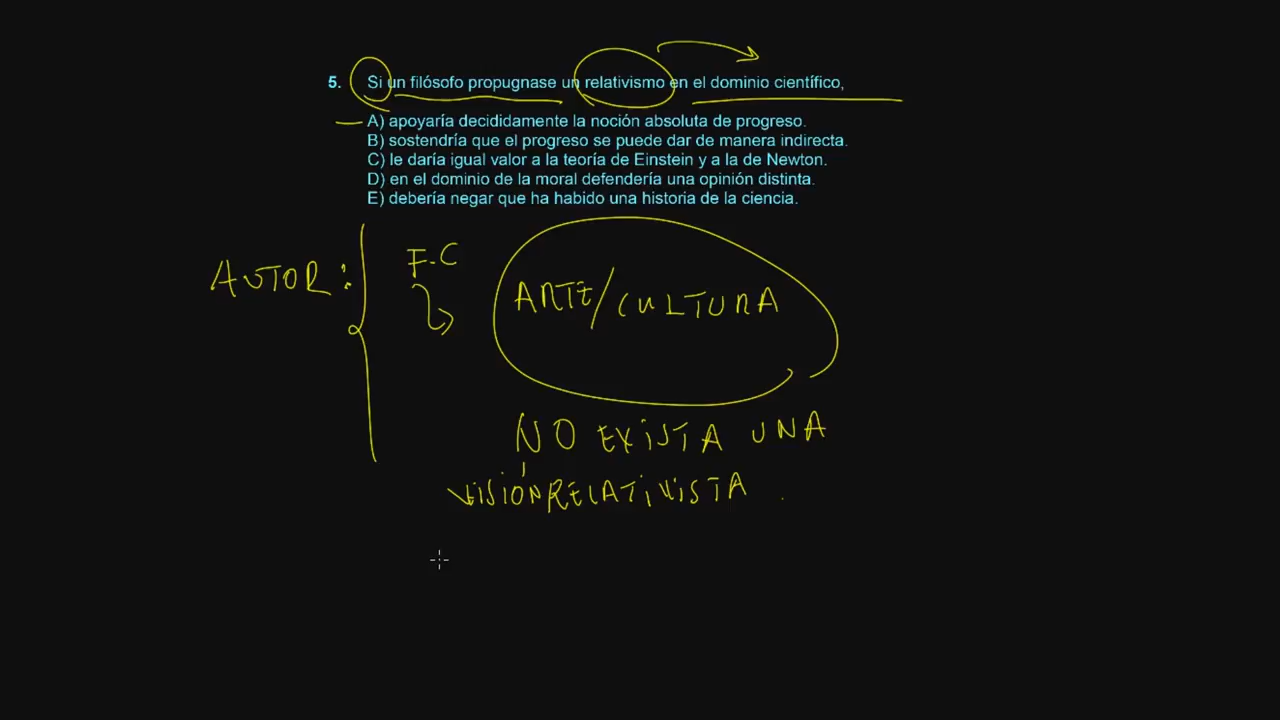 5. Si un filósofo propugnase un relativismo en el dominio científico,
A) apoyaría decididamente la noción absoluta de progreso.
B) sostendría que el progreso se puede dar de manera indirecta.
C) le daría igual valor a la teoría de Einstein y a la de Newton.
D) en el dominio de la moral defendería una opinión distinta.
E) debería negar que ha habido una historia de la ciencia.
AUTOR:
F.C
ARTE/CULTURA
NO EXISTA UNA
VISIÓN RELATIVISTA.